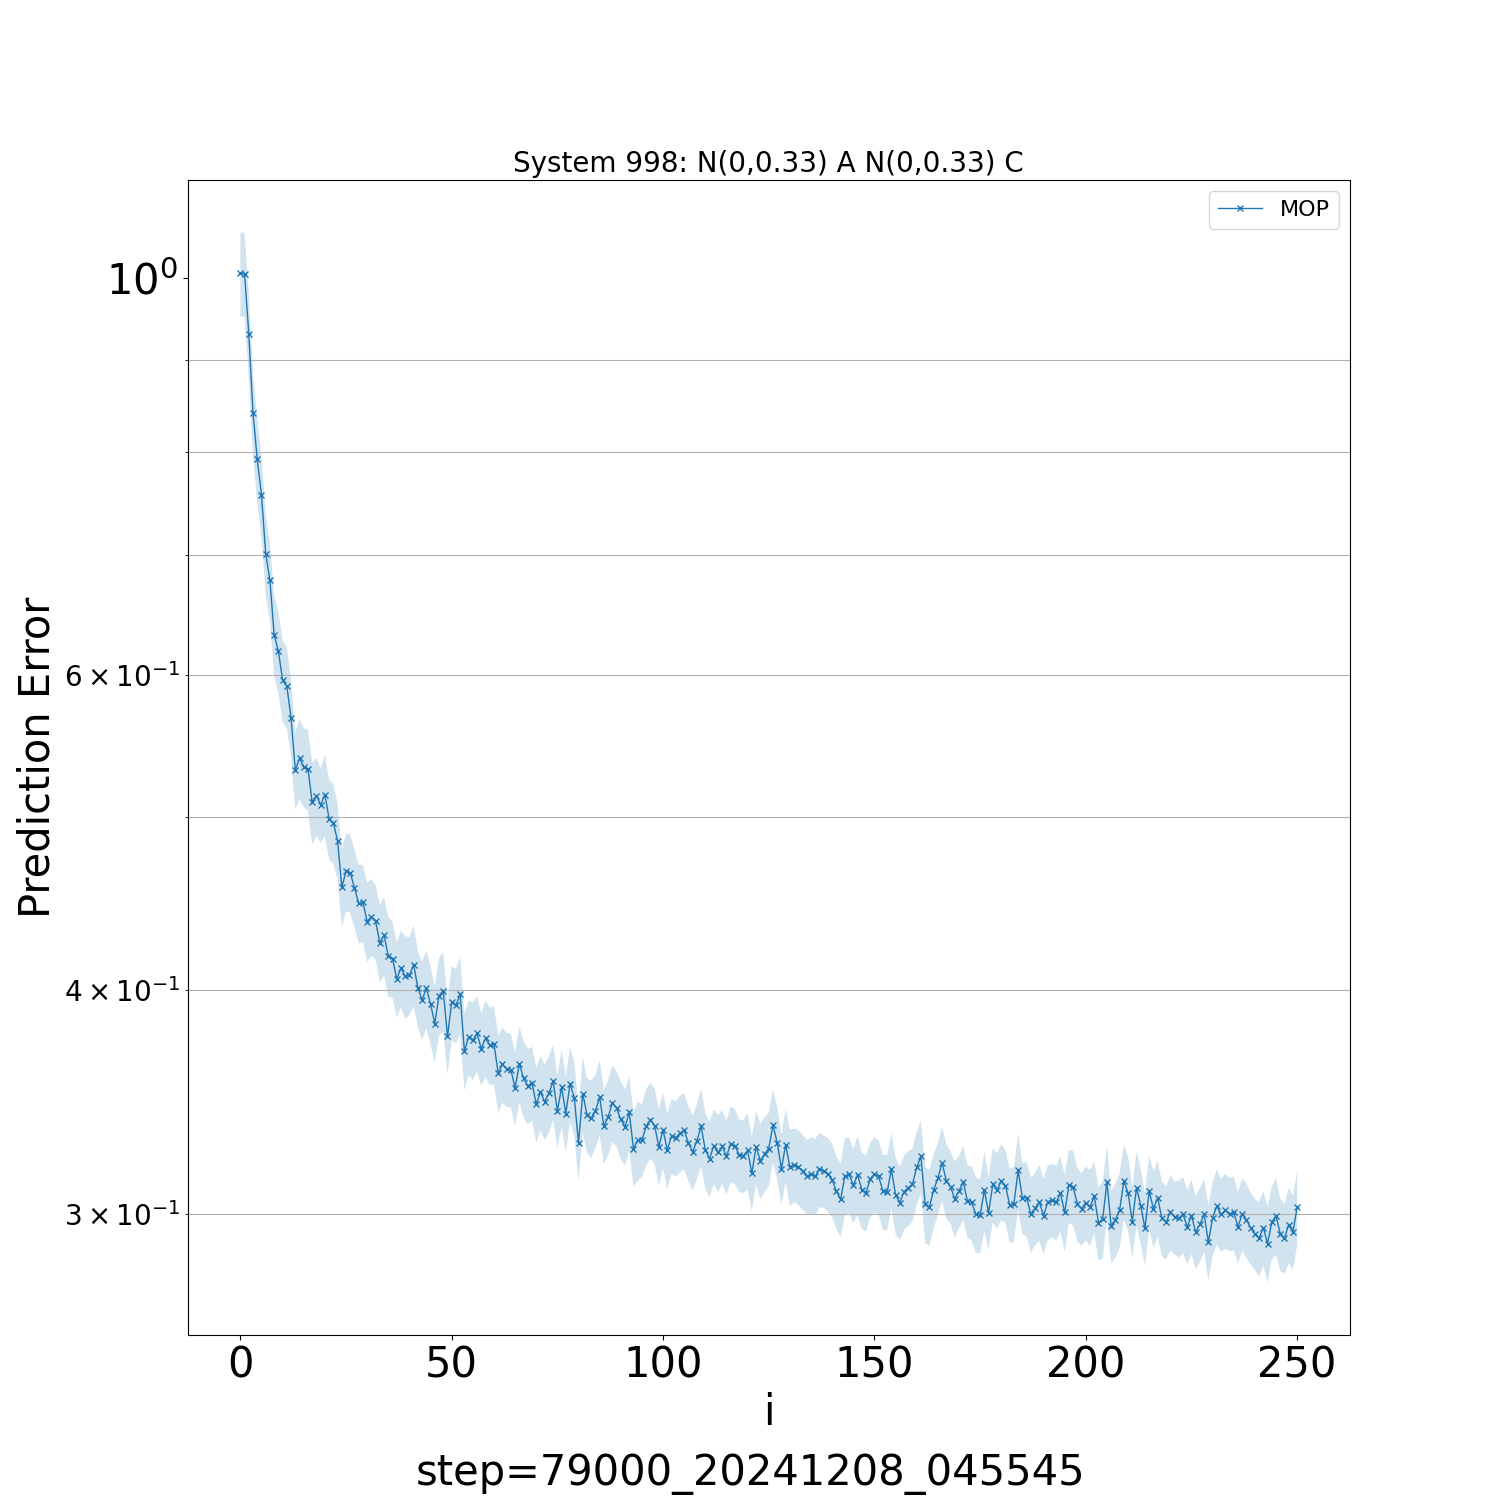 System 998: N(0,0.33) A N(0,0.33) C
MOP
10⁰
6 × 10⁻¹
4 × 10⁻¹
3 × 10⁻¹
Prediction Error
0 50 100 150 200 250
i
step=79000_20241208_045545